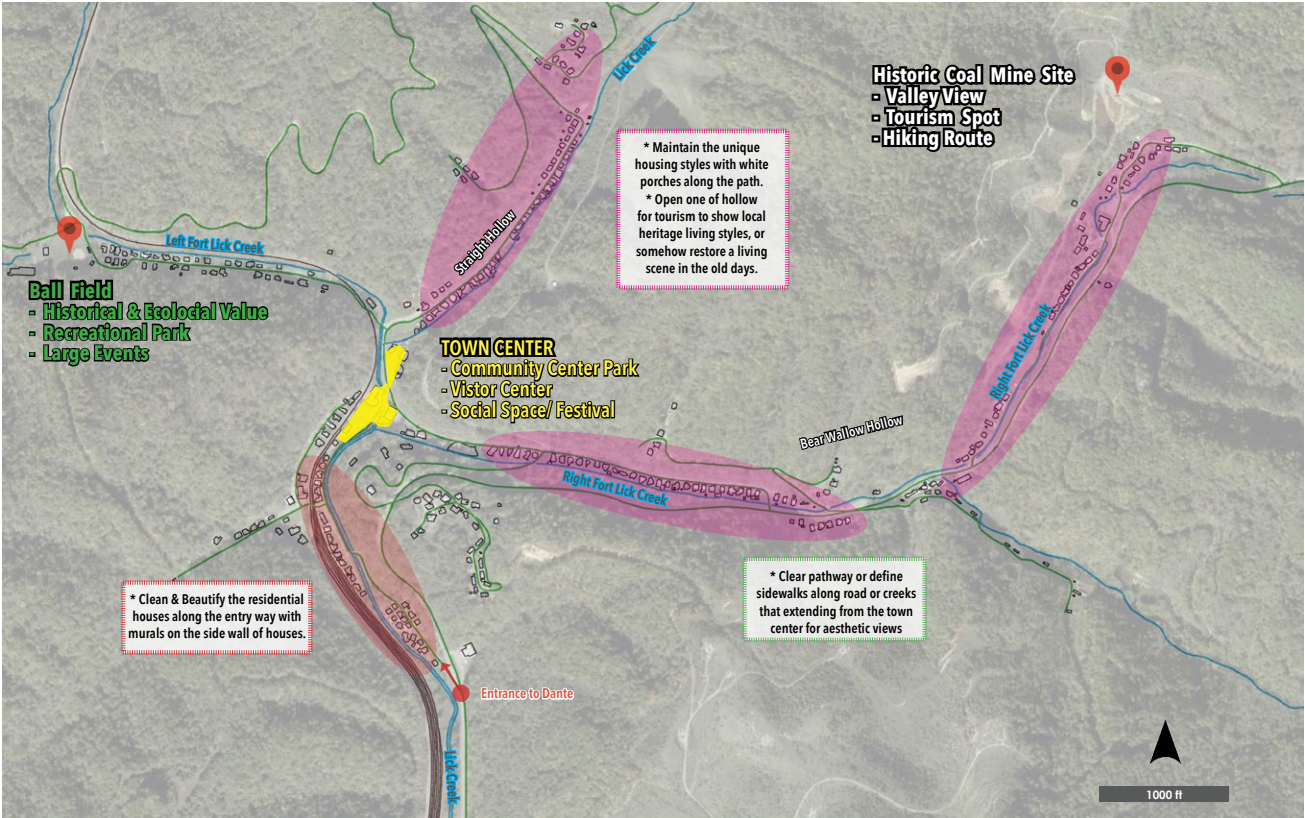 Lick Creek
Historic Coal Mine Site
- Valley View
- Tourism Spot
- Hiking Route
* Maintain the unique
housing styles with white
porches along the path.
* Open one of hollow
for tourism to show local
heritage living styles, or
somehow restore a living
scene in the old days.
Straight Hollow
Left Fort Lick Creek
Ball Field
- Historical & Ecolocial Value
- Recreational Park
- Large Events
TOWN CENTER
- Community Center Park
- Vistor Center
- Social Space/ Festival
Right Fort Lick Creek
Bear Wallow Hollow
Right Fort Lick Creek
* Clean & Beautify the residential
houses along the entry way with
murals on the side wall of houses.
* Clear pathway or define
sidewalks along road or creeks
that extending from the town
center for aesthetic views
Entrance to Dante
Lick Creek
1000 ft